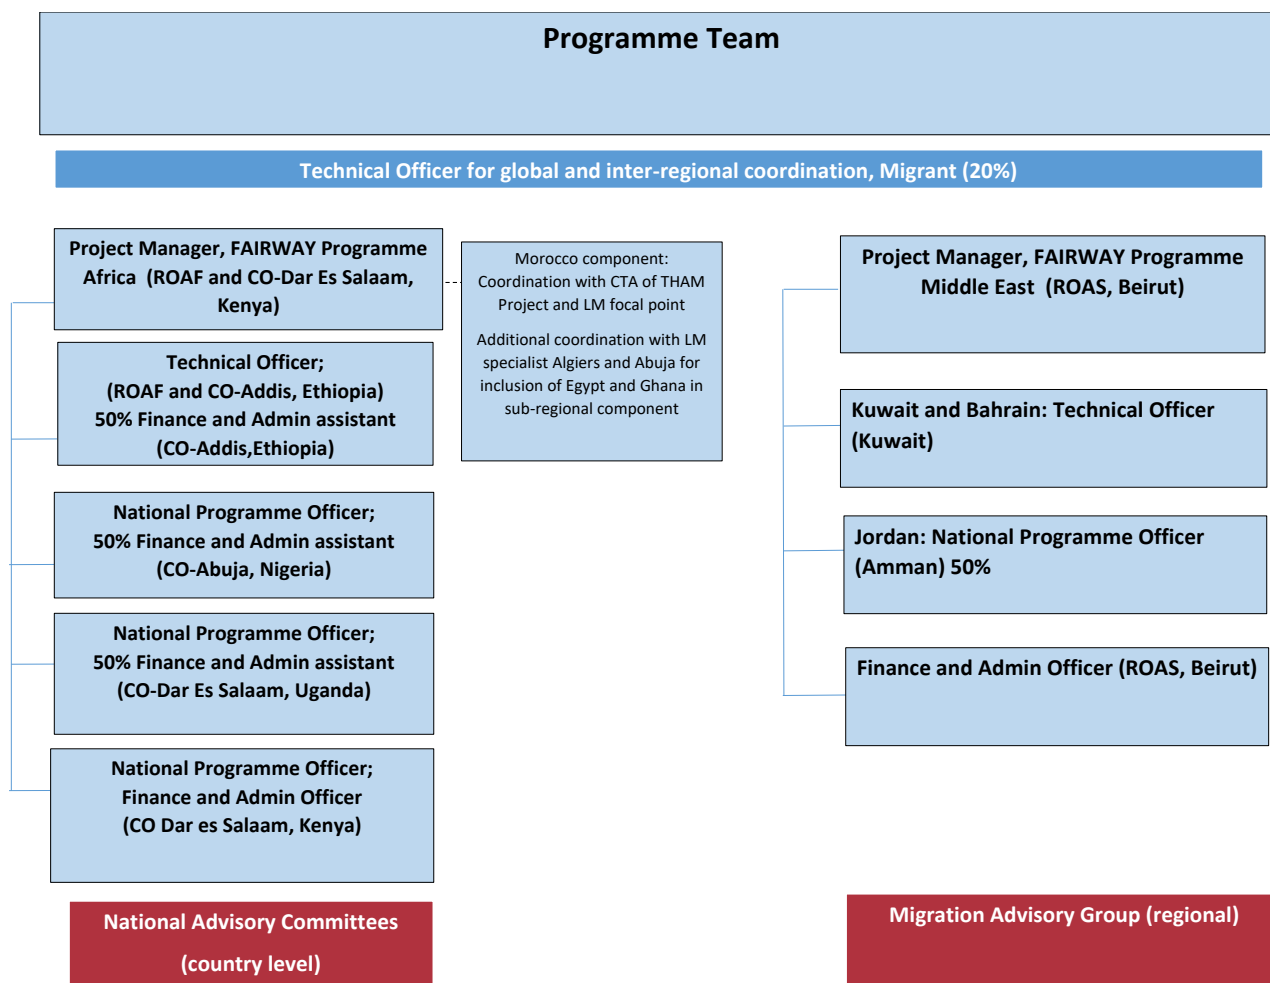 Programme Team
Technical Officer for global and inter-regional coordination, Migrant (20%)
Project Manager, FAIRWAY Programme
Africa  (ROAF and CO-Dar Es Salaam,
Kenya)
Technical Officer;
(ROAF and CO-Addis, Ethiopia)
50% Finance and Admin assistant
(CO-Addis,Ethiopia)
National Programme Officer;
50% Finance and Admin assistant
(CO-Abuja, Nigeria)
National Programme Officer;
50% Finance and Admin assistant
(CO-Dar Es Salaam, Uganda)
National Programme Officer;
Finance and Admin Officer
(CO Dar es Salaam, Kenya)
National Advisory Committees
(country level)
Morocco component:
Coordination with CTA of THAM
Project and LM focal point
Additional coordination with LM
specialist Algiers and Abuja for
inclusion of Egypt and Ghana in
sub-regional component
Project Manager, FAIRWAY Programme
Middle East  (ROAS, Beirut)
Kuwait and Bahrain: Technical Officer
(Kuwait)
Jordan: National Programme Officer
(Amman) 50%
Finance and Admin Officer (ROAS, Beirut)
Migration Advisory Group (regional)